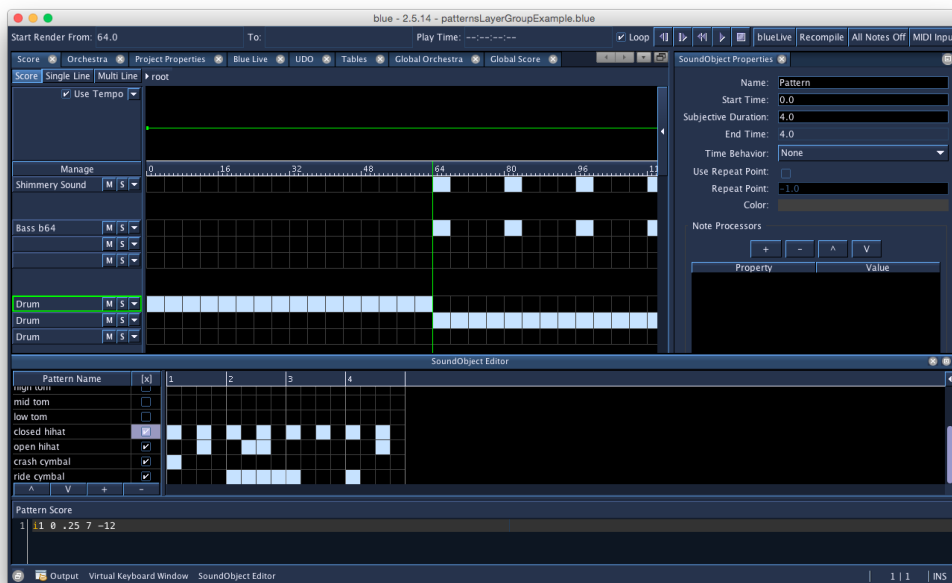 blue - 2.5.14 - patternsLayerGroupExample.blue
Start Render From: 64.0 To: Play Time: --:--:--:-- Loop blueLive Recompile All Notes Off MIDI Inpu
Score Orchestra Project Properties Blue Live UDO Tables Global Orchestra Global Score
SoundObject Properties
Score Single Line Multi Line root
Use Tempo
Name: Pattern
Start Time: 0.0
Subjective Duration: 4.0
End Time: 4.0
Time Behavior: None
Use Repeat Point:
Repeat Point: -1.0
Color:
Note Processors
+ - ^ V
Property Value
Manage 0 16 32 48 64 80 96 11
Shimmery Sound M S
Bass b64 M S
M S
M S
Drum M S
Drum M S
Drum M S
SoundObject Editor
Pattern Name [x] 1 2 3 4
high tom
mid tom
low tom
closed hihat
open hihat
crash cymbal
ride cymbal
^ V + -
Pattern Score
1 i1 0 .25 7 -12
Output Virtual Keyboard Window SoundObject Editor 1 | 1 INS